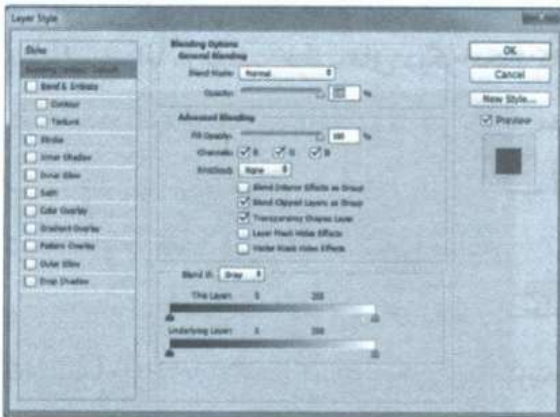 Layer Style
Styles
Blending Options: Default
Bevel & Emboss
Contour
Texture
Stroke
Inner Shadow
Inner Glow
Satin
Color Overlay
Gradient Overlay
Pattern Overlay
Outer Glow
Drop Shadow
Blending Options
General Blending
Blend Mode: Normal
Opacity: %
Advanced Blending
Fill Opacity: 100 %
Channels: R G B
Knockout: None
Blend Interior Effects as Group
Blend Clipped Layers as Group
Transparency Shapes Layer
Layer Mask Hides Effects
Vector Mask Hides Effects
Blend If: Gray
This Layer: 0 255
Underlying Layer: 0 255
OK
Cancel
New Style...
Preview